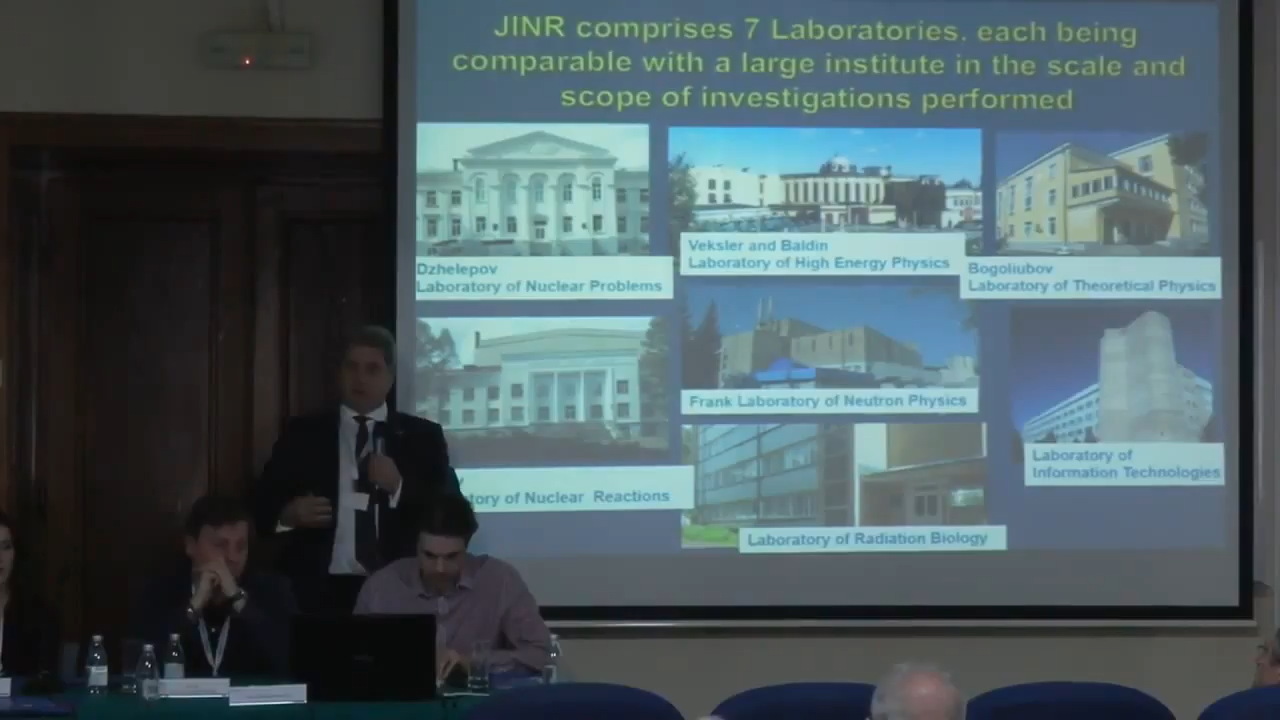 JINR comprises 7 Laboratories. each being
comparable with a large institute in the scale and
scope of investigations performed
Dzhelepov
Laboratory of Nuclear Problems
Veksler and Baldin
Laboratory of High Energy Physics
Bogoliubov
Laboratory of Theoretical Physics
Frank Laboratory of Neutron Physics
Laboratory of
Information Technologies
tory of Nuclear Reactions
Laboratory of Radiation Biology